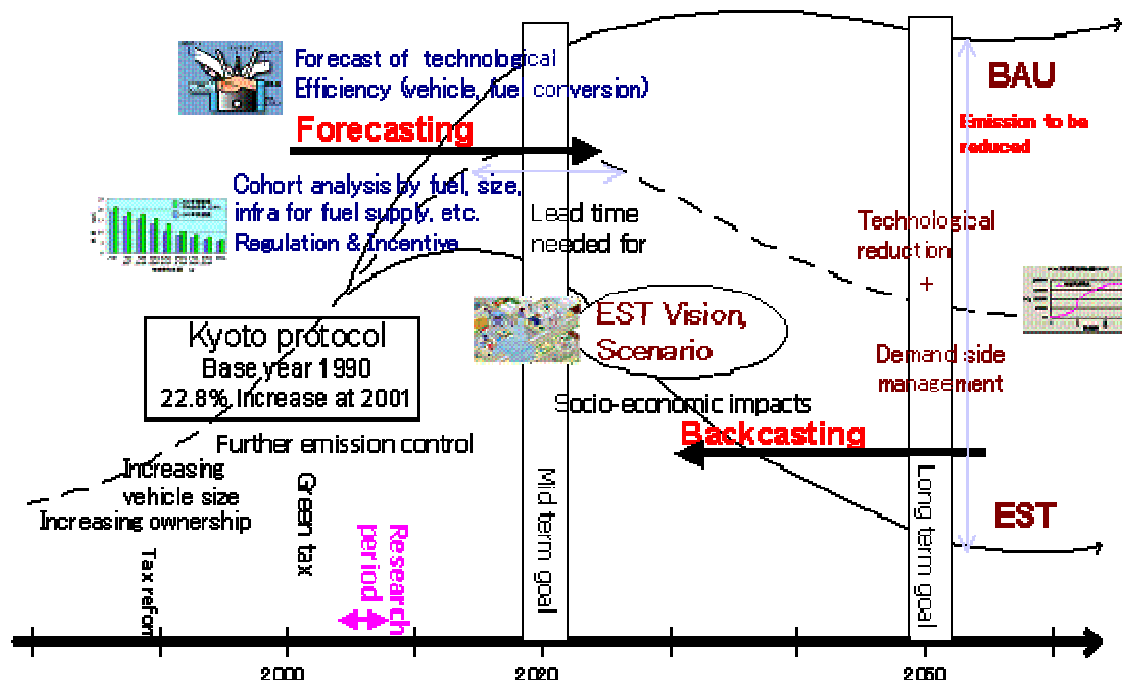 Forecast of technological
Efficiency (vehicle, fuel conversion)
Forecasting
BAU
Emission to be
reduced
Cohort analysis by fuel, size,
infra for fuel supply, etc.
Regulation & Incentive
Lead time
needed for
Technological
reduction
+
Demand side
management
EST Vision,
Scenario
Kyoto protocol
Base year 1990
22.8% Increase at 2001
Socio-economic impacts
Backcasting
Further emission control
Increasing
vehicle size
Increasing ownership
EST
Tax reform
Green tax
Research
period
Mid term goal
Long term goal
2000
2020
2050